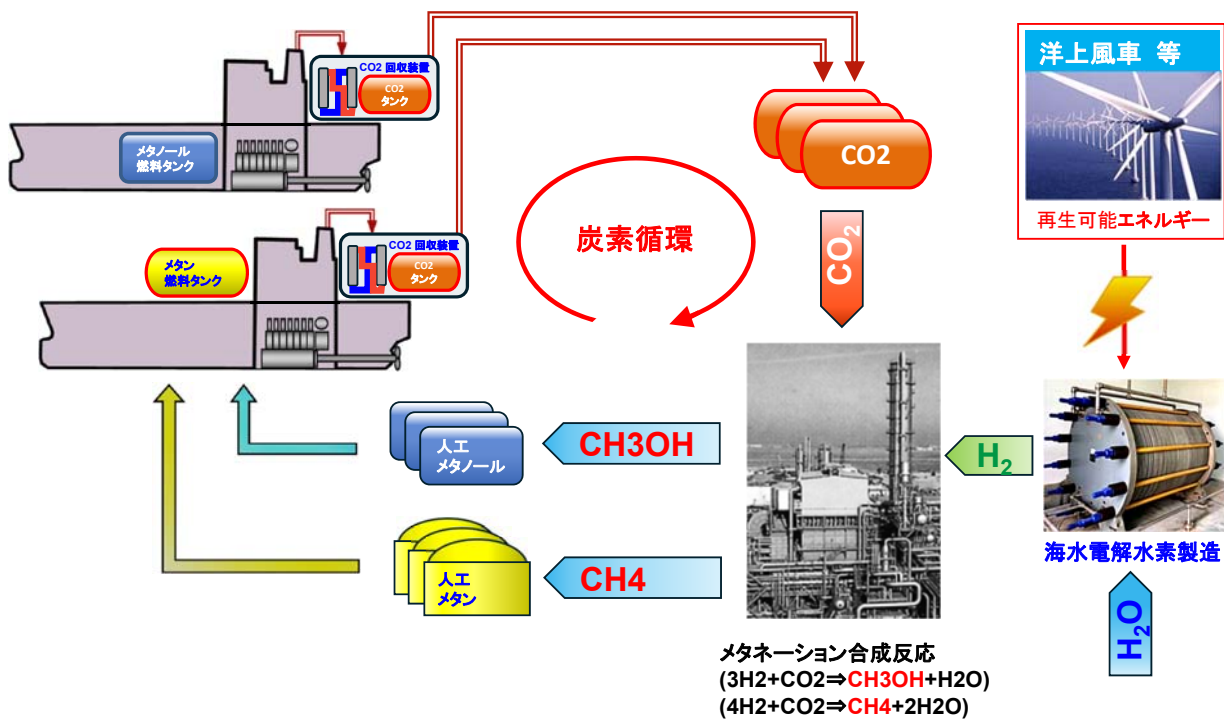 CO2 回収装置
CO2
タンク
メタノール
燃料タンク
CO2 回収装置
CO2
タンク
メタン
燃料タンク
炭素循環
CO2
CO₂
洋上風車 等
再生可能エネルギー
海水電解水素製造
H₂O
H₂
CH3OH
人工
メタノール
CH4
人工
メタン
メタネーション合成反応
(3H2+CO2⇒CH3OH+H2O)
(4H2+CO2⇒CH4+2H2O)